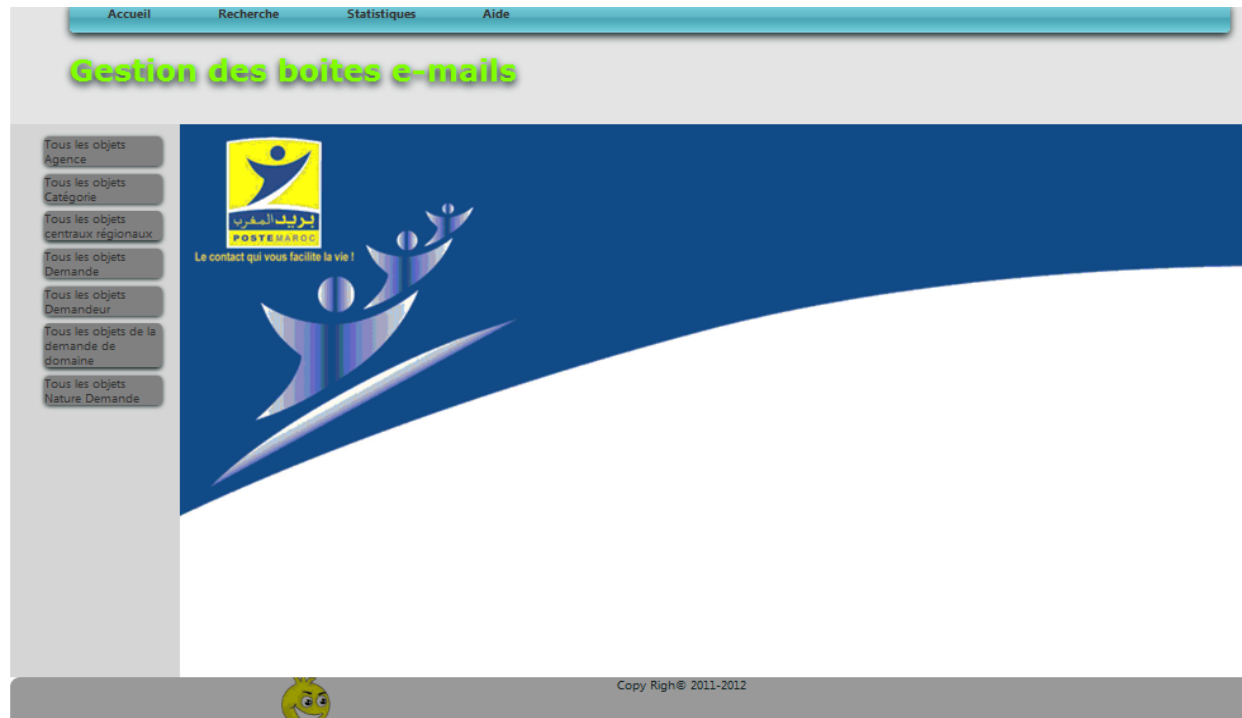 Accueil Recherche Statistiques Aide
Gestion des boites e-mails
Tous les objets
Agence
Tous les objets
Catégorie
Tous les objets
centraux régionaux
Tous les objets
Demande
Tous les objets
Demandeur
Tous les objets de la
demande de
domaine
Tous les objets
Nature Demande
بريد المغرب
POSTE MAROC
Le contact qui vous facilite la vie !
Copy Righ© 2011-2012